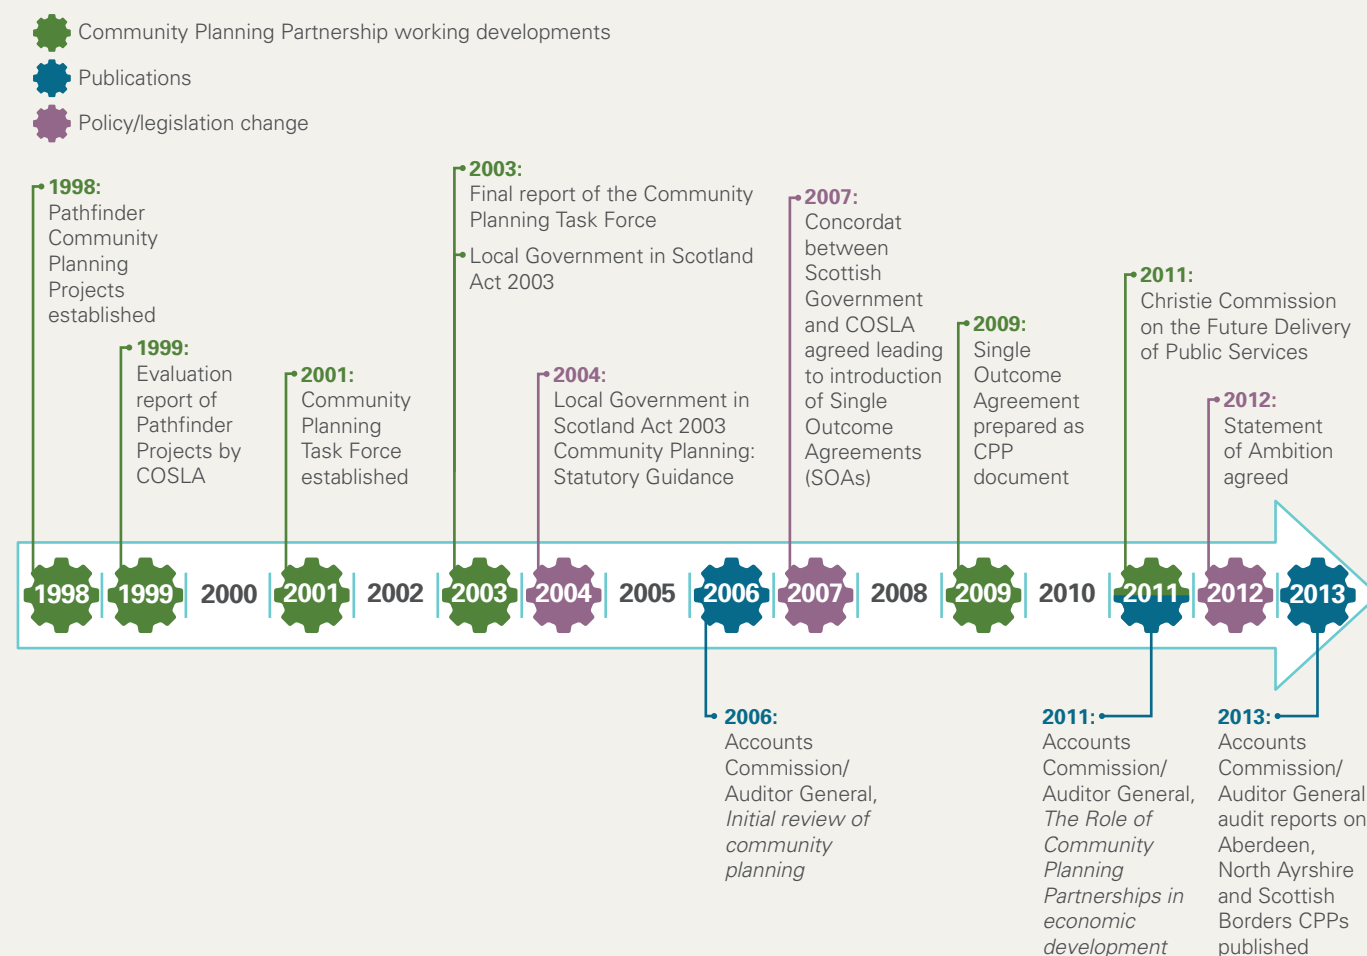 Community Planning Partnership working developments
Publications
Policy/legislation change
1998:
Pathfinder
Community
Planning
Projects
established
1999:
Evaluation
report of
Pathfinder
Projects by
COSLA
2001:
Community
Planning
Task Force
established
2003:
Final report of the Community
Planning Task Force
Local Government in Scotland
Act 2003
2004:
Local Government in
Scotland Act 2003
Community Planning:
Statutory Guidance
2007:
Concordat
between
Scottish
Government
and COSLA
agreed leading
to introduction
of Single
Outcome
Agreements
(SOAs)
2009:
Single
Outcome
Agreement
prepared as
CPP
document
2011:
Christie Commission
on the Future Delivery
of Public Services
2012:
Statement
of Ambition
agreed
1998 1999 2000 2001 2002 2003 2004 2005 2006 2007 2008 2009 2010 2011 2012 2013
2006:
Accounts
Commission/
Auditor General,
Initial review of
community
planning
2011:
Accounts
Commission/
Auditor General,
The Role of
Community
Planning
Partnerships in
economic
development
2013:
Accounts
Commission/
Auditor General
audit reports on
Aberdeen,
North Ayrshire
and Scottish
Borders CPPs
published